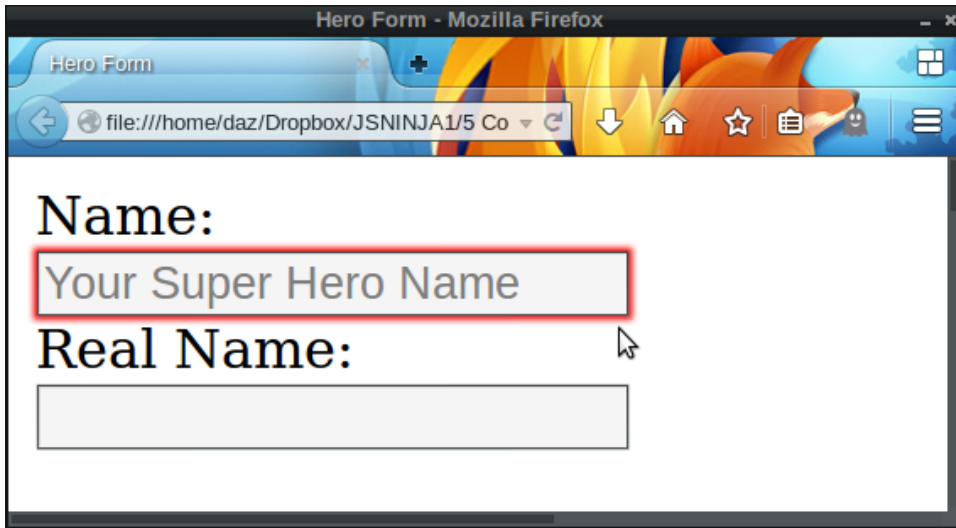 Hero Form - Mozilla Firefox
Hero Form
file:///home/daz/Dropbox/JSNINJA1/5 Co
Name:
Your Super Hero Name
Real Name: